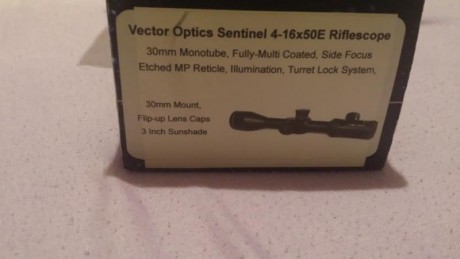 Vector Optics Sentinel 4-16x50E Riflescope
30mm Monotube, Fully-Multi Coated, Side Focus
Etched MP Reticle, Illumination, Turret Lock System,
30mm Mount,
Flip-up Lens Caps
3 Inch Sunshade